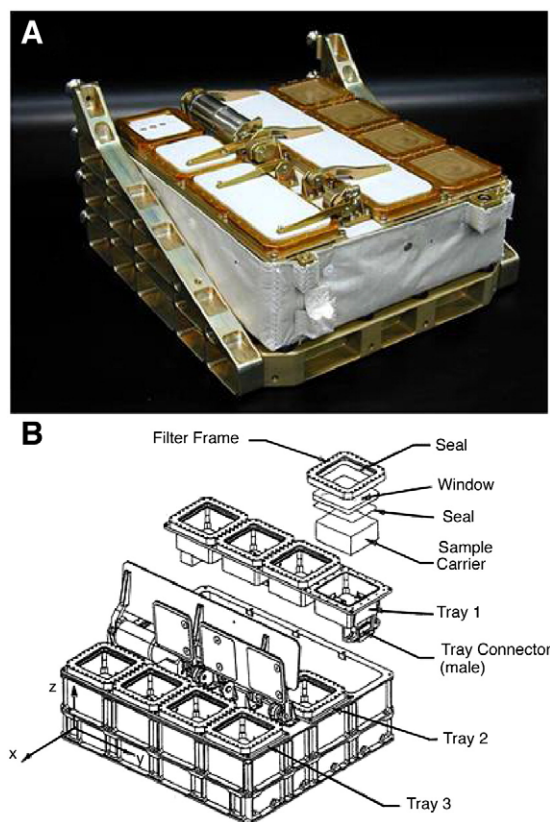 A
B
Filter Frame
Seal
Window
Seal
Sample
Carrier
Tray 1
Tray Connector
(male)
z
Tray 2
x
y
Tray 3